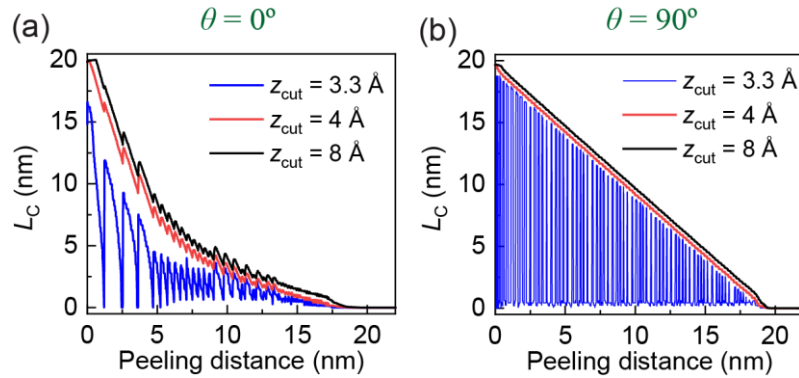 (a) θ = 0º
20
15
10
5
0
L_C (nm)
z_cut = 3.3 Å
z_cut = 4 Å
z_cut = 8 Å
0 5 10 15 20
Peeling distance (nm)
(b) θ = 90º
20
15
10
5
0
L_C (nm)
z_cut = 3.3 Å
z_cut = 4 Å
z_cut = 8 Å
0 5 10 15 20
Peeling distance (nm)